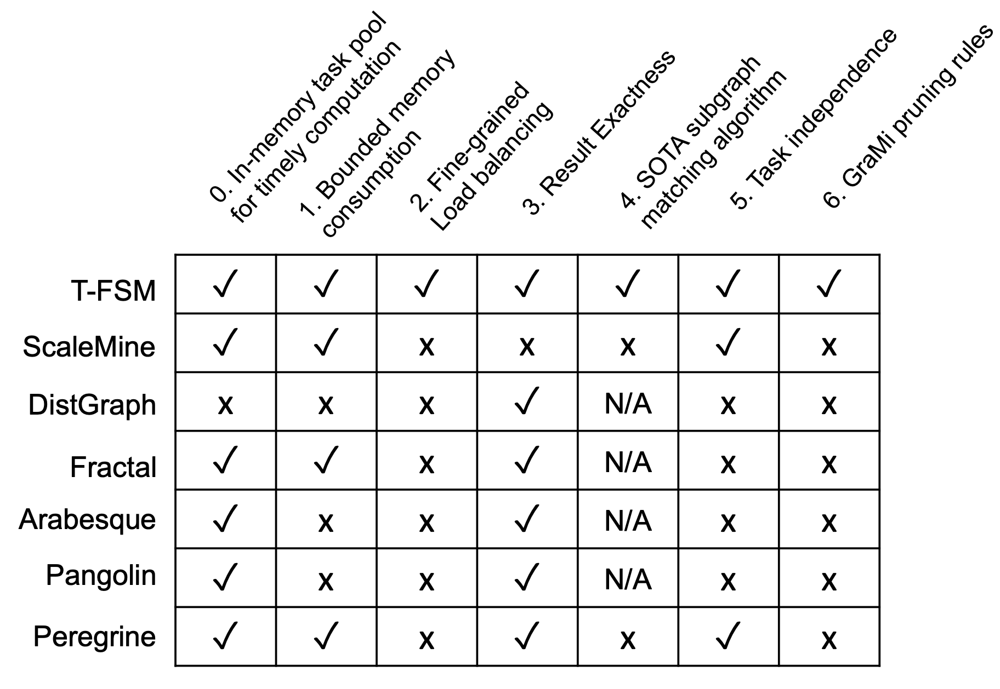 0. In-memory task pool
for timely computation
1. Bounded memory
consumption
2. Fine-grained
Load balancing
3. Result Exactness
4. SOTA subgraph
matching algorithm
5. Task independence
6. GraMi pruning rules
T-FSM ✓ ✓ ✓ ✓ ✓ ✓ ✓
ScaleMine ✓ ✓ x x x ✓ x
DistGraph x x x ✓ N/A x x
Fractal ✓ ✓ x ✓ N/A x x
Arabesque ✓ x x ✓ N/A x x
Pangolin ✓ x x ✓ N/A x x
Peregrine ✓ ✓ x ✓ x ✓ x